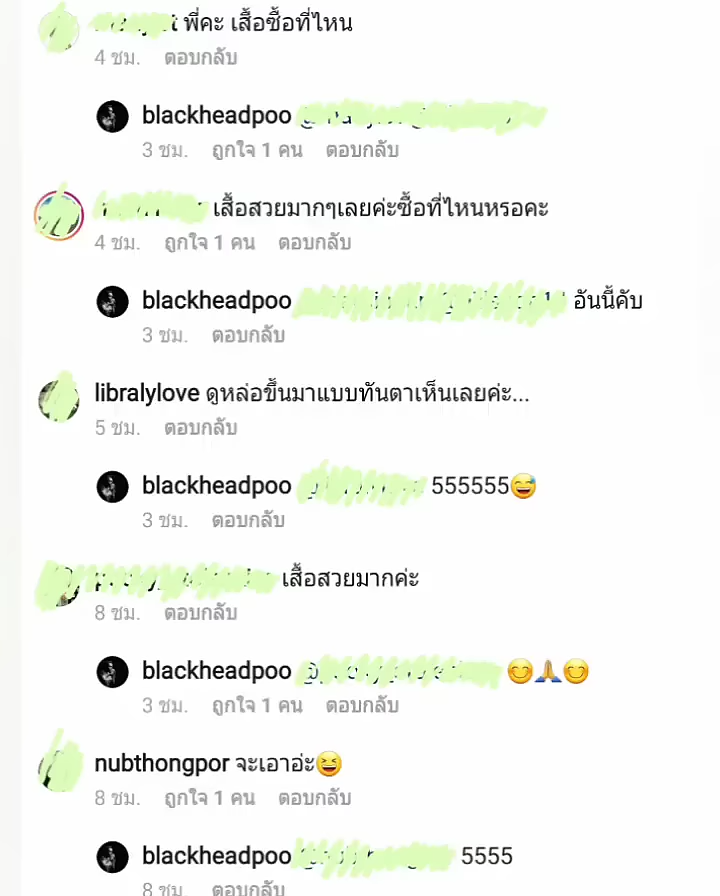 พี่คะ เสื้อซื้อที่ไหน
4 ชม. ตอบกลับ
blackheadpoo
3 ชม. ถูกใจ 1 คน ตอบกลับ
เสื้อสวยมากๆเลยค่ะซื้อที่ไหนหรอคะ
4 ชม. ถูกใจ 1 คน ตอบกลับ
blackheadpoo อันนี้คับ
3 ชม. ตอบกลับ
libralylove ดูหล่อขึ้นมาแบบทันตาเห็นเลยค่ะ...
5 ชม. ตอบกลับ
blackheadpoo 555555😅
3 ชม. ตอบกลับ
เสื้อสวยมากค่ะ
8 ชม. ตอบกลับ
blackheadpoo 😊🙏😊
3 ชม. ถูกใจ 1 คน ตอบกลับ
nubthongpor จะเอาอ่ะ😆
8 ชม. ถูกใจ 1 คน ตอบกลับ
blackheadpoo 5555
8 ชม. ตอบกลับ